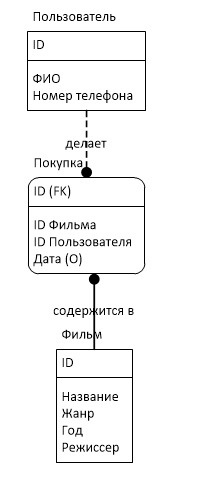 Пользователь
ID
ФИО
Номер телефона
делает
Покупка
ID (FK)
ID Фильма
ID Пользователя
Дата (О)
содержится в
Фильм
ID
Название
Жанр
Год
Режиссер